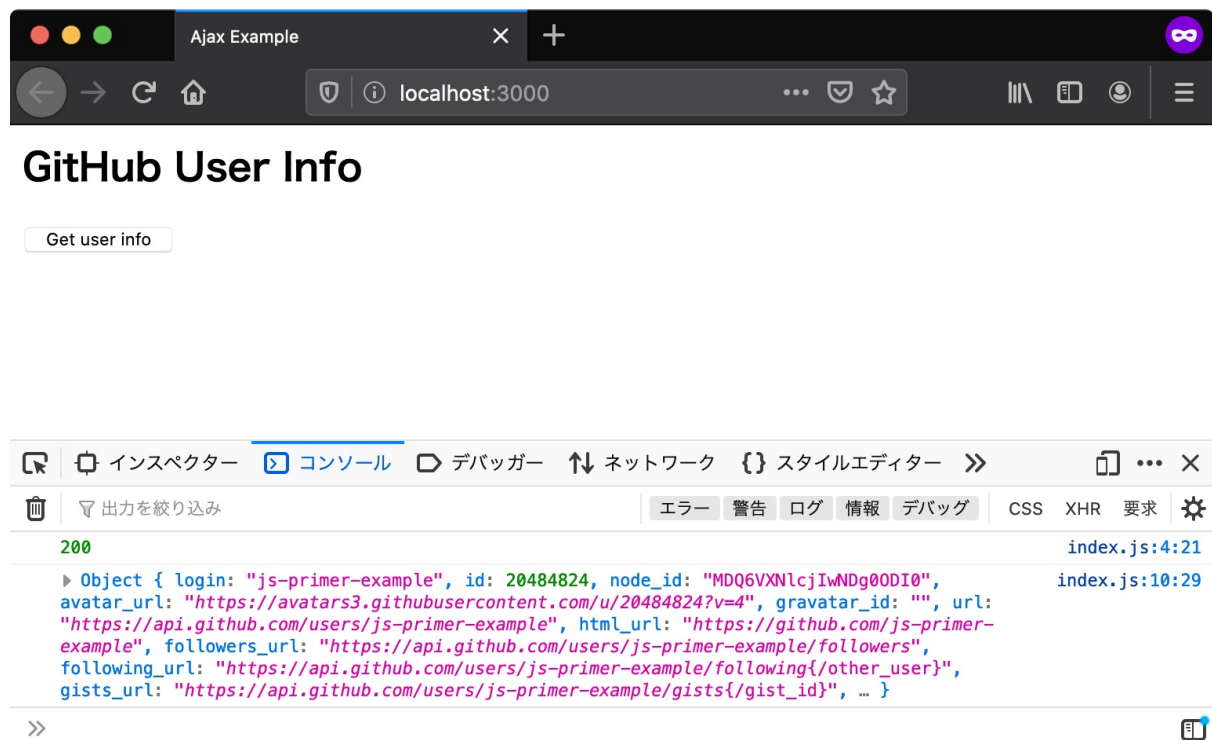 Ajax Example
localhost:3000
GitHub User Info
Get user info
インスペクター コンソール デバッガー ネットワーク {} スタイルエディター
出力を絞り込み エラー 警告 ログ 情報 デバッグ CSS XHR 要求
200 index.js:4:21
Object { login: "js-primer-example", id: 20484824, node_id: "MDQ6VXNlcjIwNDg0ODI0", index.js:10:29
avatar_url: "https://avatars3.githubusercontent.com/u/20484824?v=4", gravatar_id: "", url:
"https://api.github.com/users/js-primer-example", html_url: "https://github.com/js-primer-
example", followers_url: "https://api.github.com/users/js-primer-example/followers",
following_url: "https://api.github.com/users/js-primer-example/following{/other_user}",
gists_url: "https://api.github.com/users/js-primer-example/gists{/gist_id}", … }